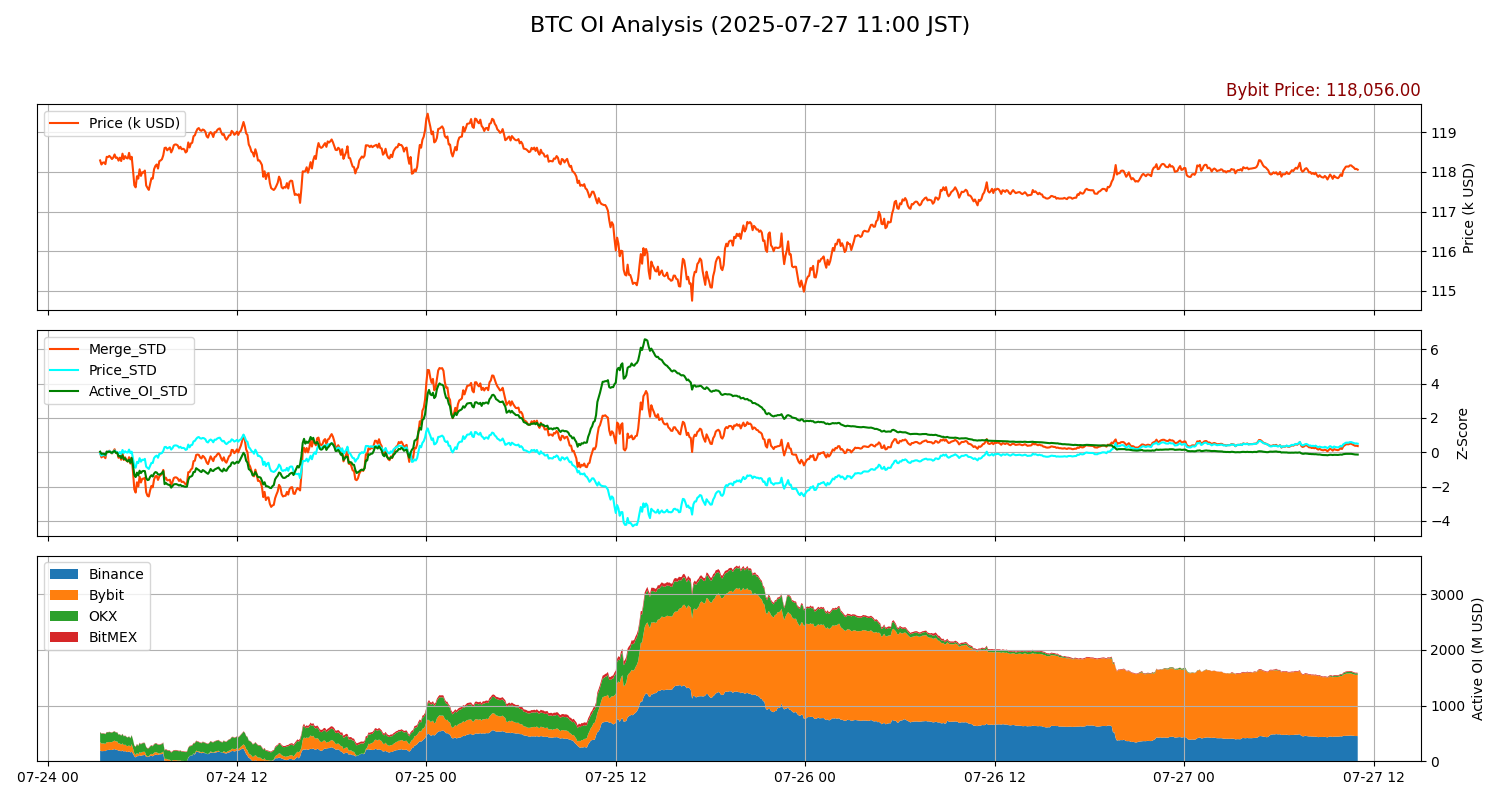 BTC OI Analysis (2025-07-27 11:00 JST)
Bybit Price: 118,056.00
Price (k USD)
119
118
117
116
115
Price (k USD)
Merge_STD
Price_STD
Active_OI_STD
6
4
2
0
−2
−4
Z-Score
Binance
Bybit
OKX
BitMEX
3000
2000
1000
0
Active OI (M USD)
07-24 00
07-24 12
07-25 00
07-25 12
07-26 00
07-26 12
07-27 00
07-27 12